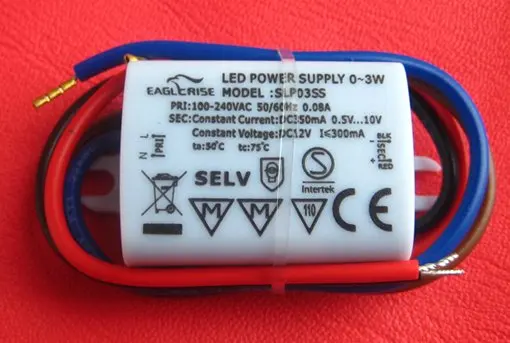 EAGLERISE
LED POWER SUPPLY 0~3W
MODEL :SLP03SS
PRI:100-240VAC 50/60Hz 0.08A
SEC:Constant Current:DC350mA 0.5V...10V
Constant Voltage:DC12V I≤300mA
ta:50℃ tc:75℃
N L
PRI
BLK
- SEC +
RED
SELV
S
Intertek
M M 110 CE